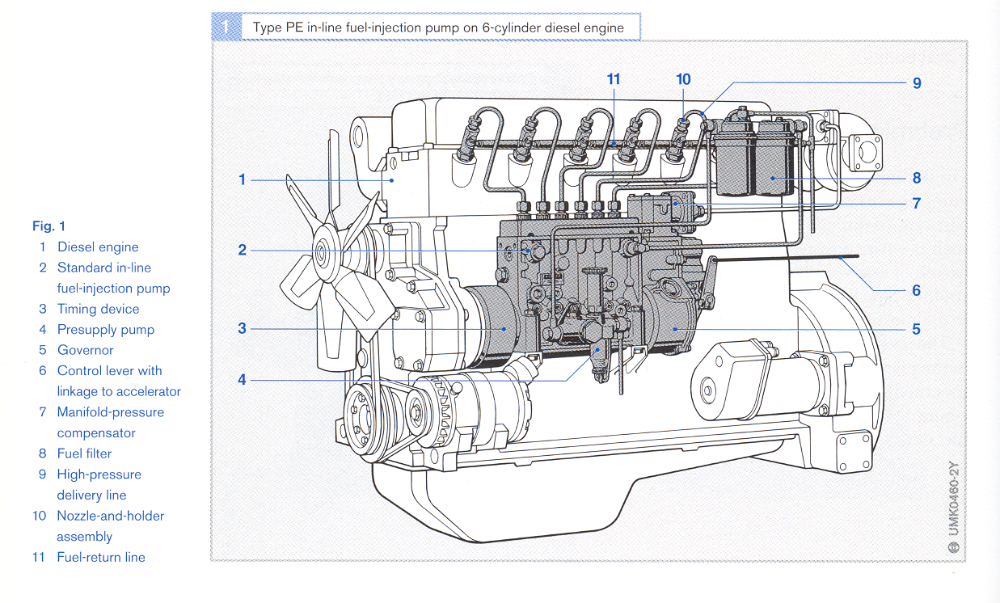 1 Type PE in-line fuel-injection pump on 6-cylinder diesel engine
11 10 9
1
8
7
2
6
3
5
4
Fig. 1
1 Diesel engine
2 Standard in-line
fuel-injection pump
3 Timing device
4 Presupply pump
5 Governor
6 Control lever with
linkage to accelerator
7 Manifold-pressure
compensator
8 Fuel filter
9 High-pressure
delivery line
10 Nozzle-and-holder
assembly
11 Fuel-return line
UMK0460-2Y